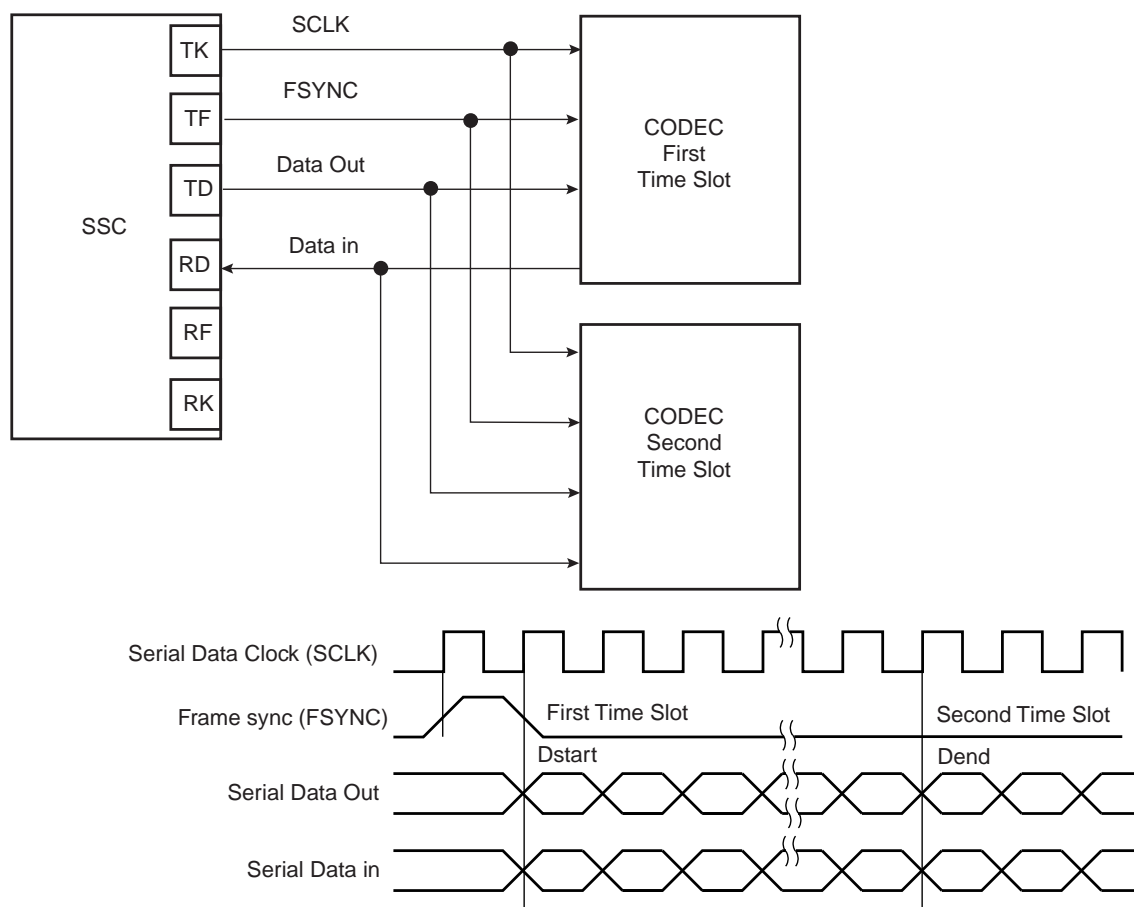 SSC
TK
TF
TD
RD
RF
RK
SCLK
FSYNC
Data Out
Data in
CODEC
First
Time Slot
CODEC
Second
Time Slot
Serial Data Clock (SCLK)
Frame sync (FSYNC)
First Time Slot
Second Time Slot
Dstart
Dend
Serial Data Out
Serial Data in